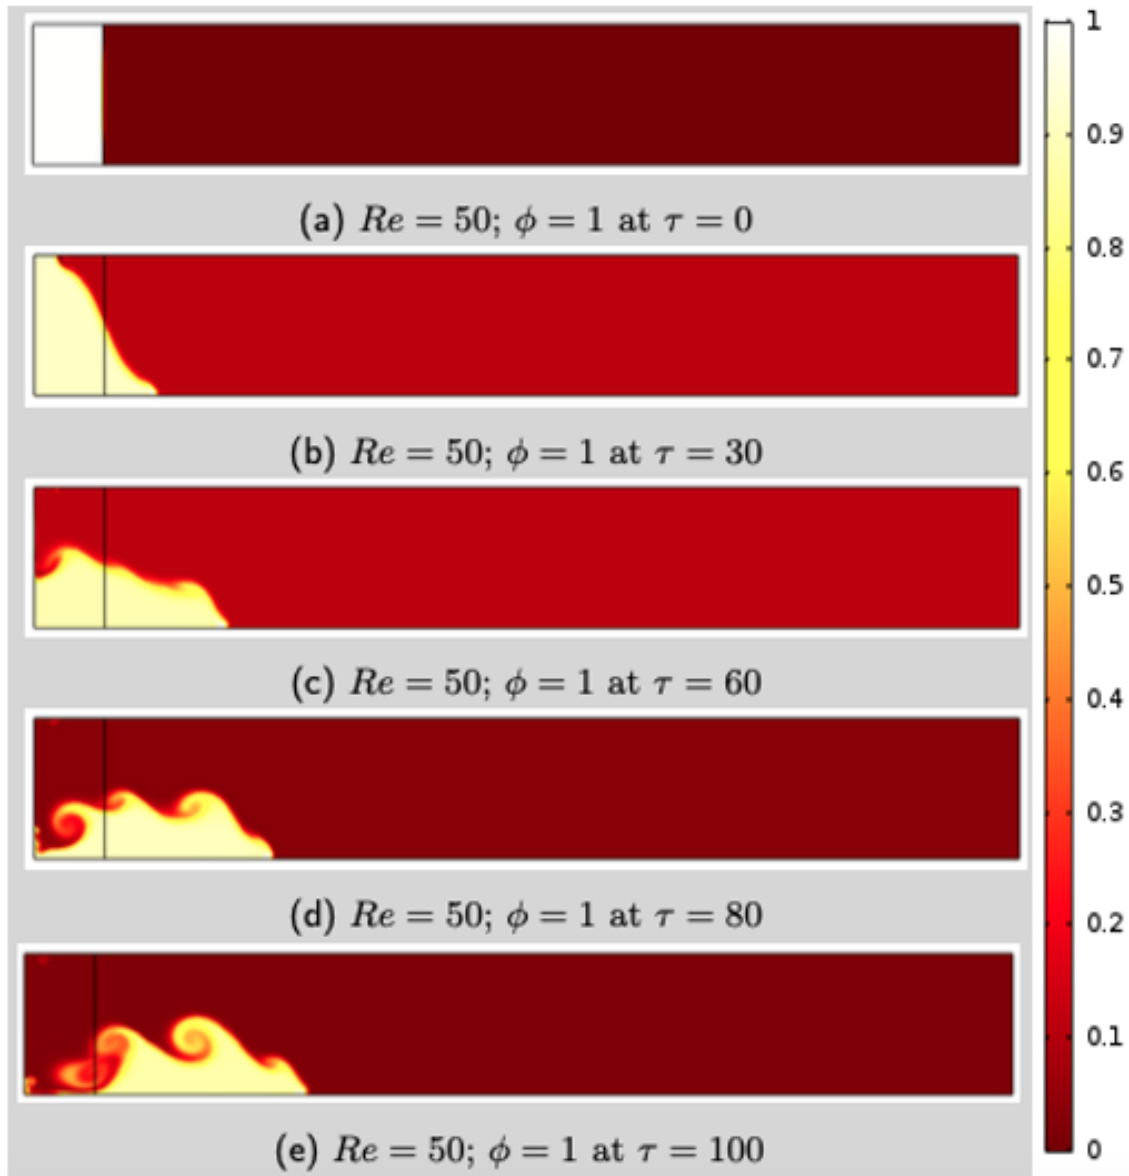 1
(a) Re = 50; ϕ = 1 at τ = 0
0.9
0.8
(b) Re = 50; ϕ = 1 at τ = 30
0.7
0.6
(c) Re = 50; ϕ = 1 at τ = 60
0.5
0.4
(d) Re = 50; ϕ = 1 at τ = 80
0.3
0.2
(e) Re = 50; ϕ = 1 at τ = 100
0.1
0